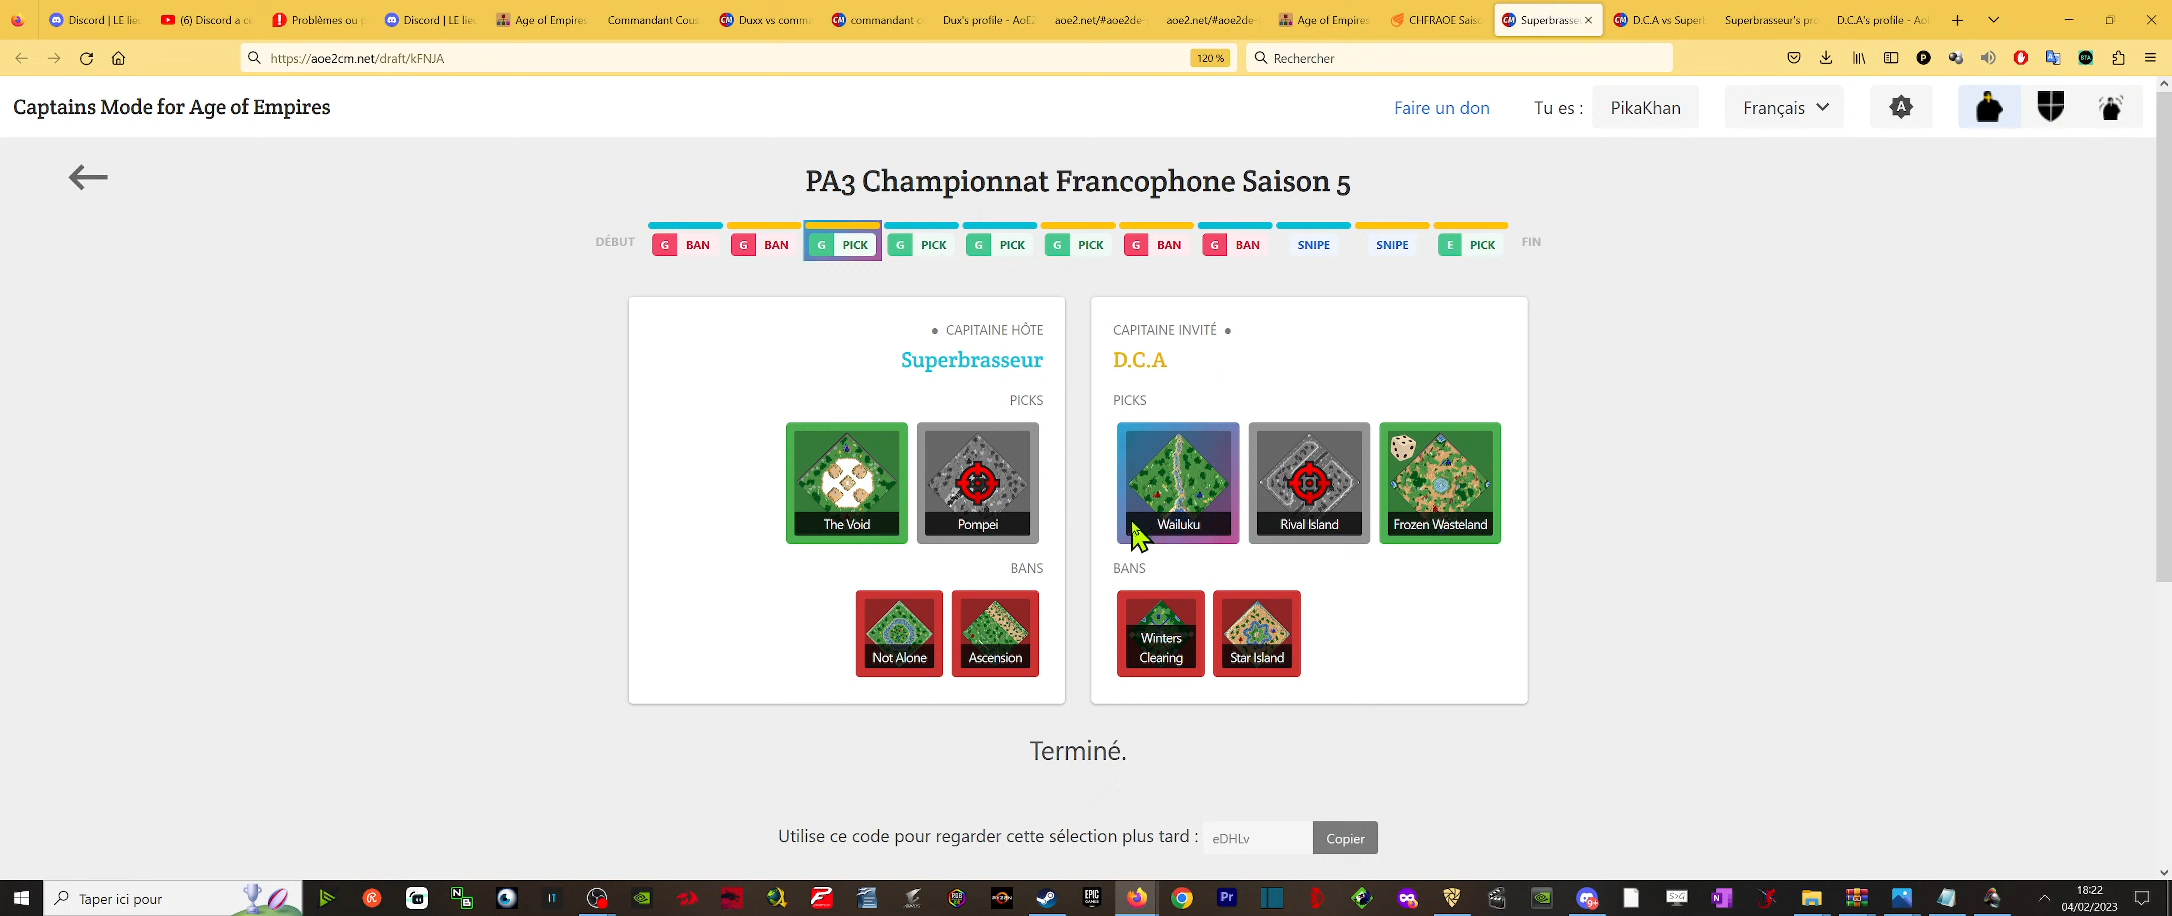 Discord | LE lie
(6) Discord a c
Problèmes ou p
Discord | LE lie
Age of Empires
Commandant Cous
Duxx vs comma
commandant c
Dux's profile - AoE
aoe2.net/#aoe2de-
aoe2.net/#aoe2de-
Age of Empires
CHFRAOE Sais
Superbrasse
D.C.A vs Super
Superbrasseur's pro
D.C.A's profile - Ao
https://aoe2cm.net/draft/kFNJA
120 %
Rechercher
Captains Mode for Age of Empires
Faire un don
Tu es :
PikaKhan
Français
PA3 Championnat Francophone Saison 5
DÉBUT
G BAN
G BAN
G PICK
G PICK
G PICK
G PICK
G BAN
G BAN
SNIPE
SNIPE
E PICK
FIN
CAPITAINE HÔTE
Superbrasseur
PICKS
The Void
Pompei
BANS
Not Alone
Ascension
CAPITAINE INVITÉ
D.C.A
PICKS
Wailuku
Rival Island
Frozen Wasteland
BANS
Winters
Clearing
Star Island
Terminé.
Utilise ce code pour regarder cette sélection plus tard :
eDHLv
Copier
Taper ici pour
18:22
04/02/2023